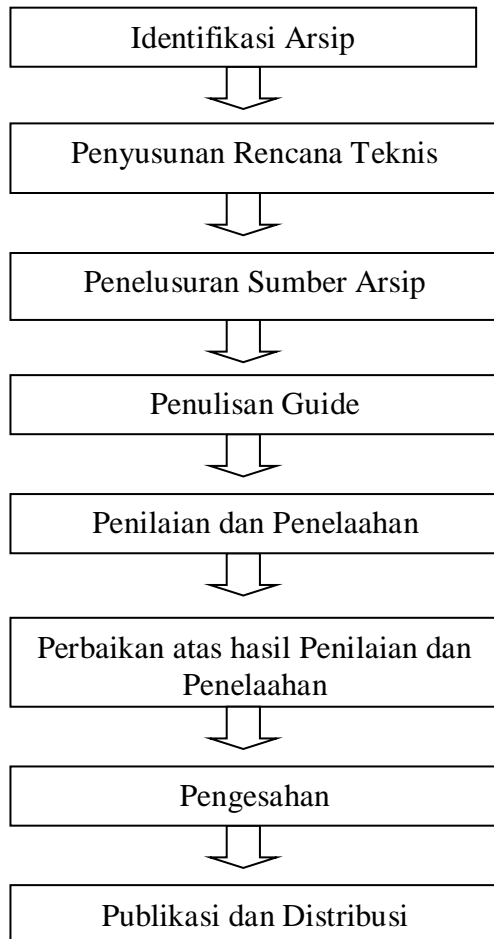 Identifikasi Arsip
Penyusunan Rencana Teknis
Penelusuran Sumber Arsip
Penulisan Guide
Penilaian dan Penelaahan
Perbaikan atas hasil Penilaian dan
Penelaahan
Pengesahan
Publikasi dan Distribusi